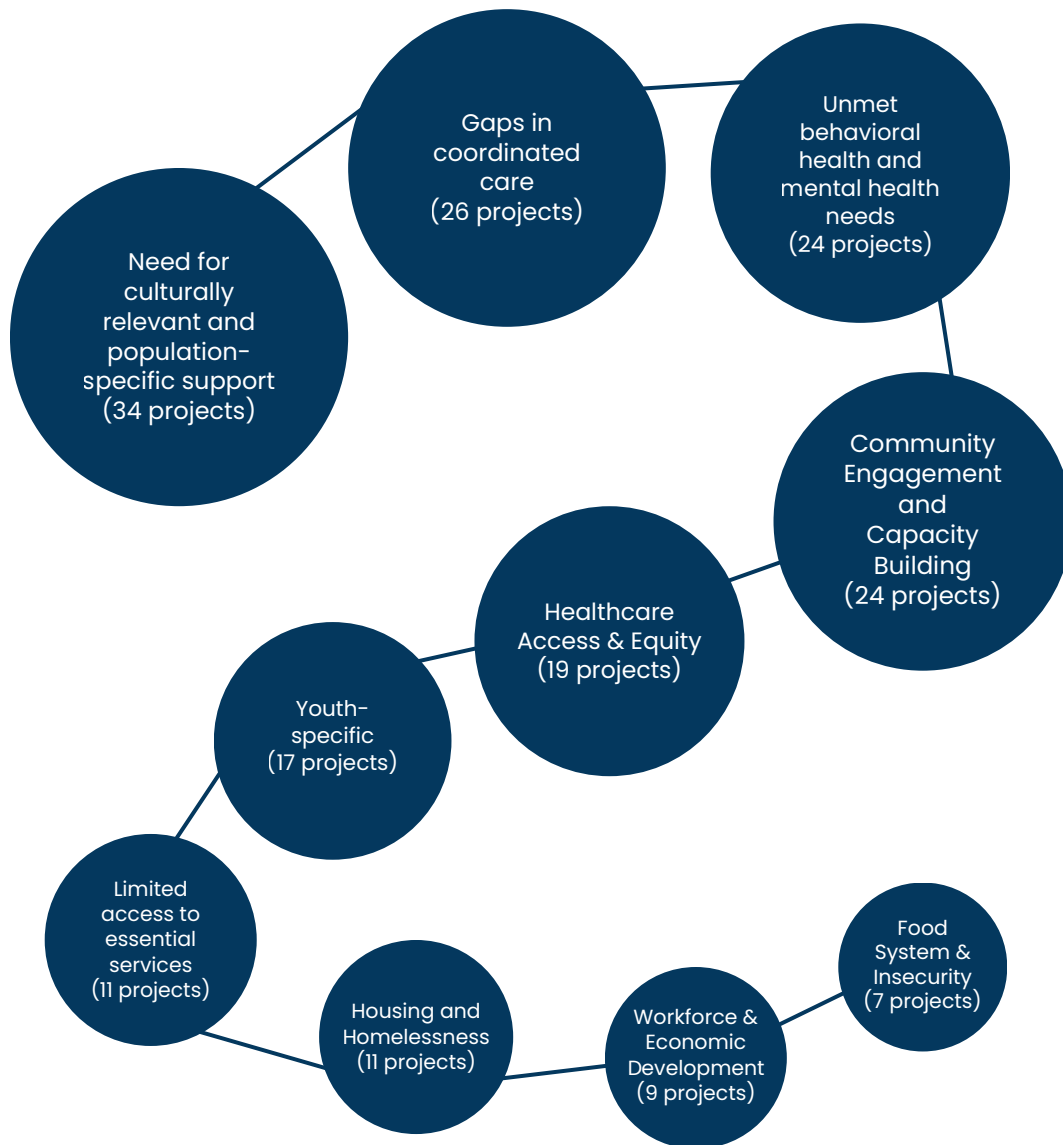 Need for
culturally
relevant and
population-
specific support
(34 projects)
Gaps in
coordinated
care
(26 projects)
Unmet
behavioral
health and
mental health
needs
(24 projects)
Community
Engagement
and
Capacity
Building
(24 projects)
Healthcare
Access & Equity
(19 projects)
Youth-
specific
(17 projects)
Limited
access to
essential
services
(11 projects)
Housing and
Homelessness
(11 projects)
Workforce &
Economic
Development
(9 projects)
Food
System &
Insecurity
(7 projects)